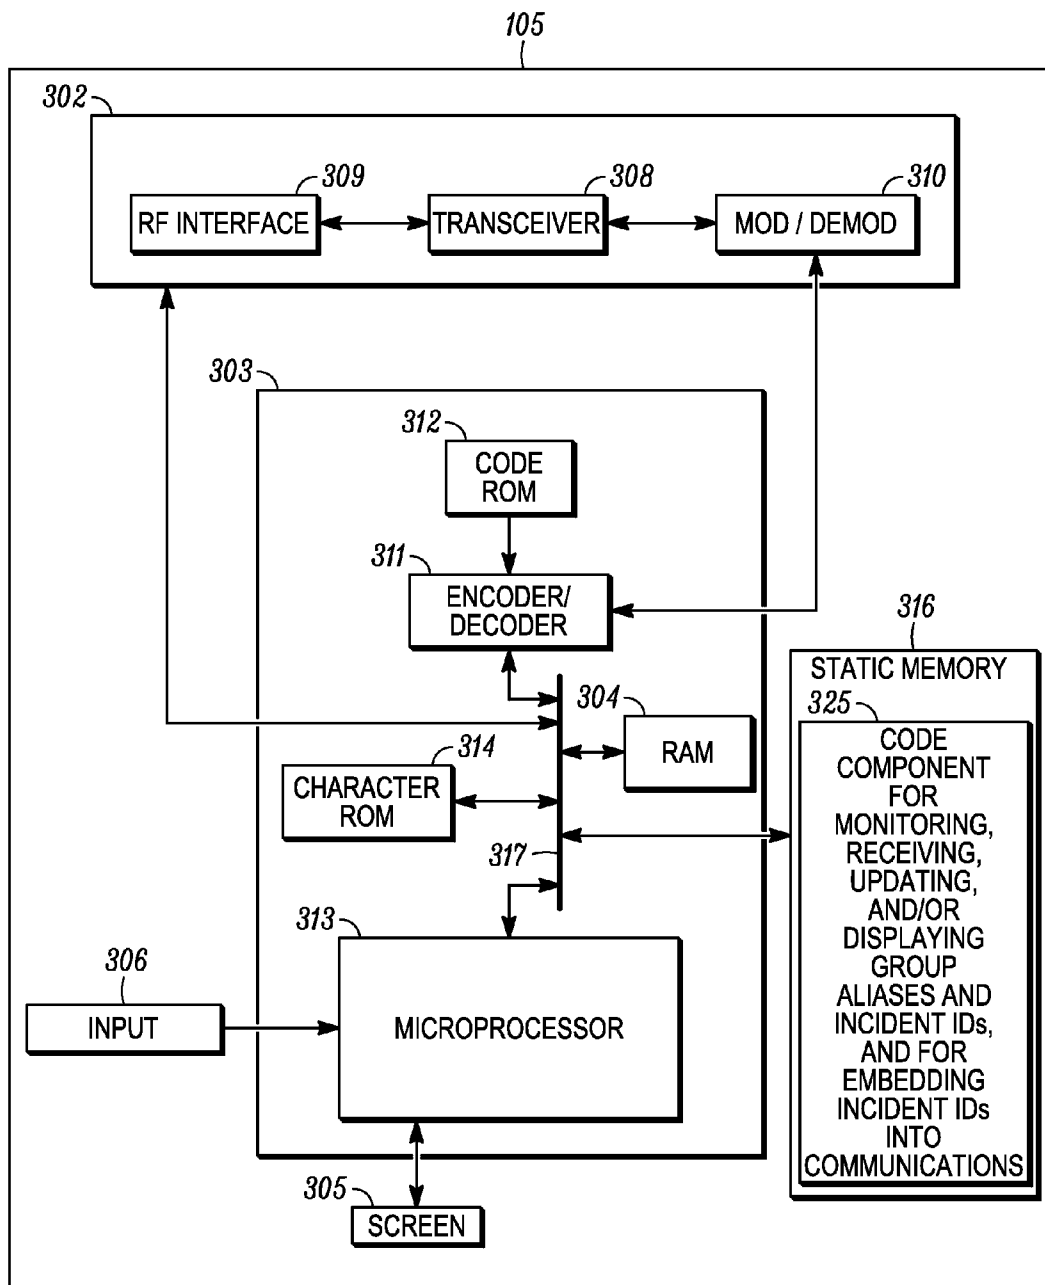 105
302
309
308
310
RF INTERFACE
TRANSCEIVER
MOD / DEMOD
303
312
CODE
ROM
311
ENCODER/
DECODER
316
STATIC MEMORY
304
RAM
325
CODE
COMPONENT
FOR
MONITORING,
RECEIVING,
UPDATING,
AND/OR
DISPLAYING
GROUP
ALIASES AND
INCIDENT IDs,
AND FOR
EMBEDDING
INCIDENT IDs
INTO
COMMUNICATIONS
314
CHARACTER
ROM
317
313
MICROPROCESSOR
306
INPUT
305
SCREEN